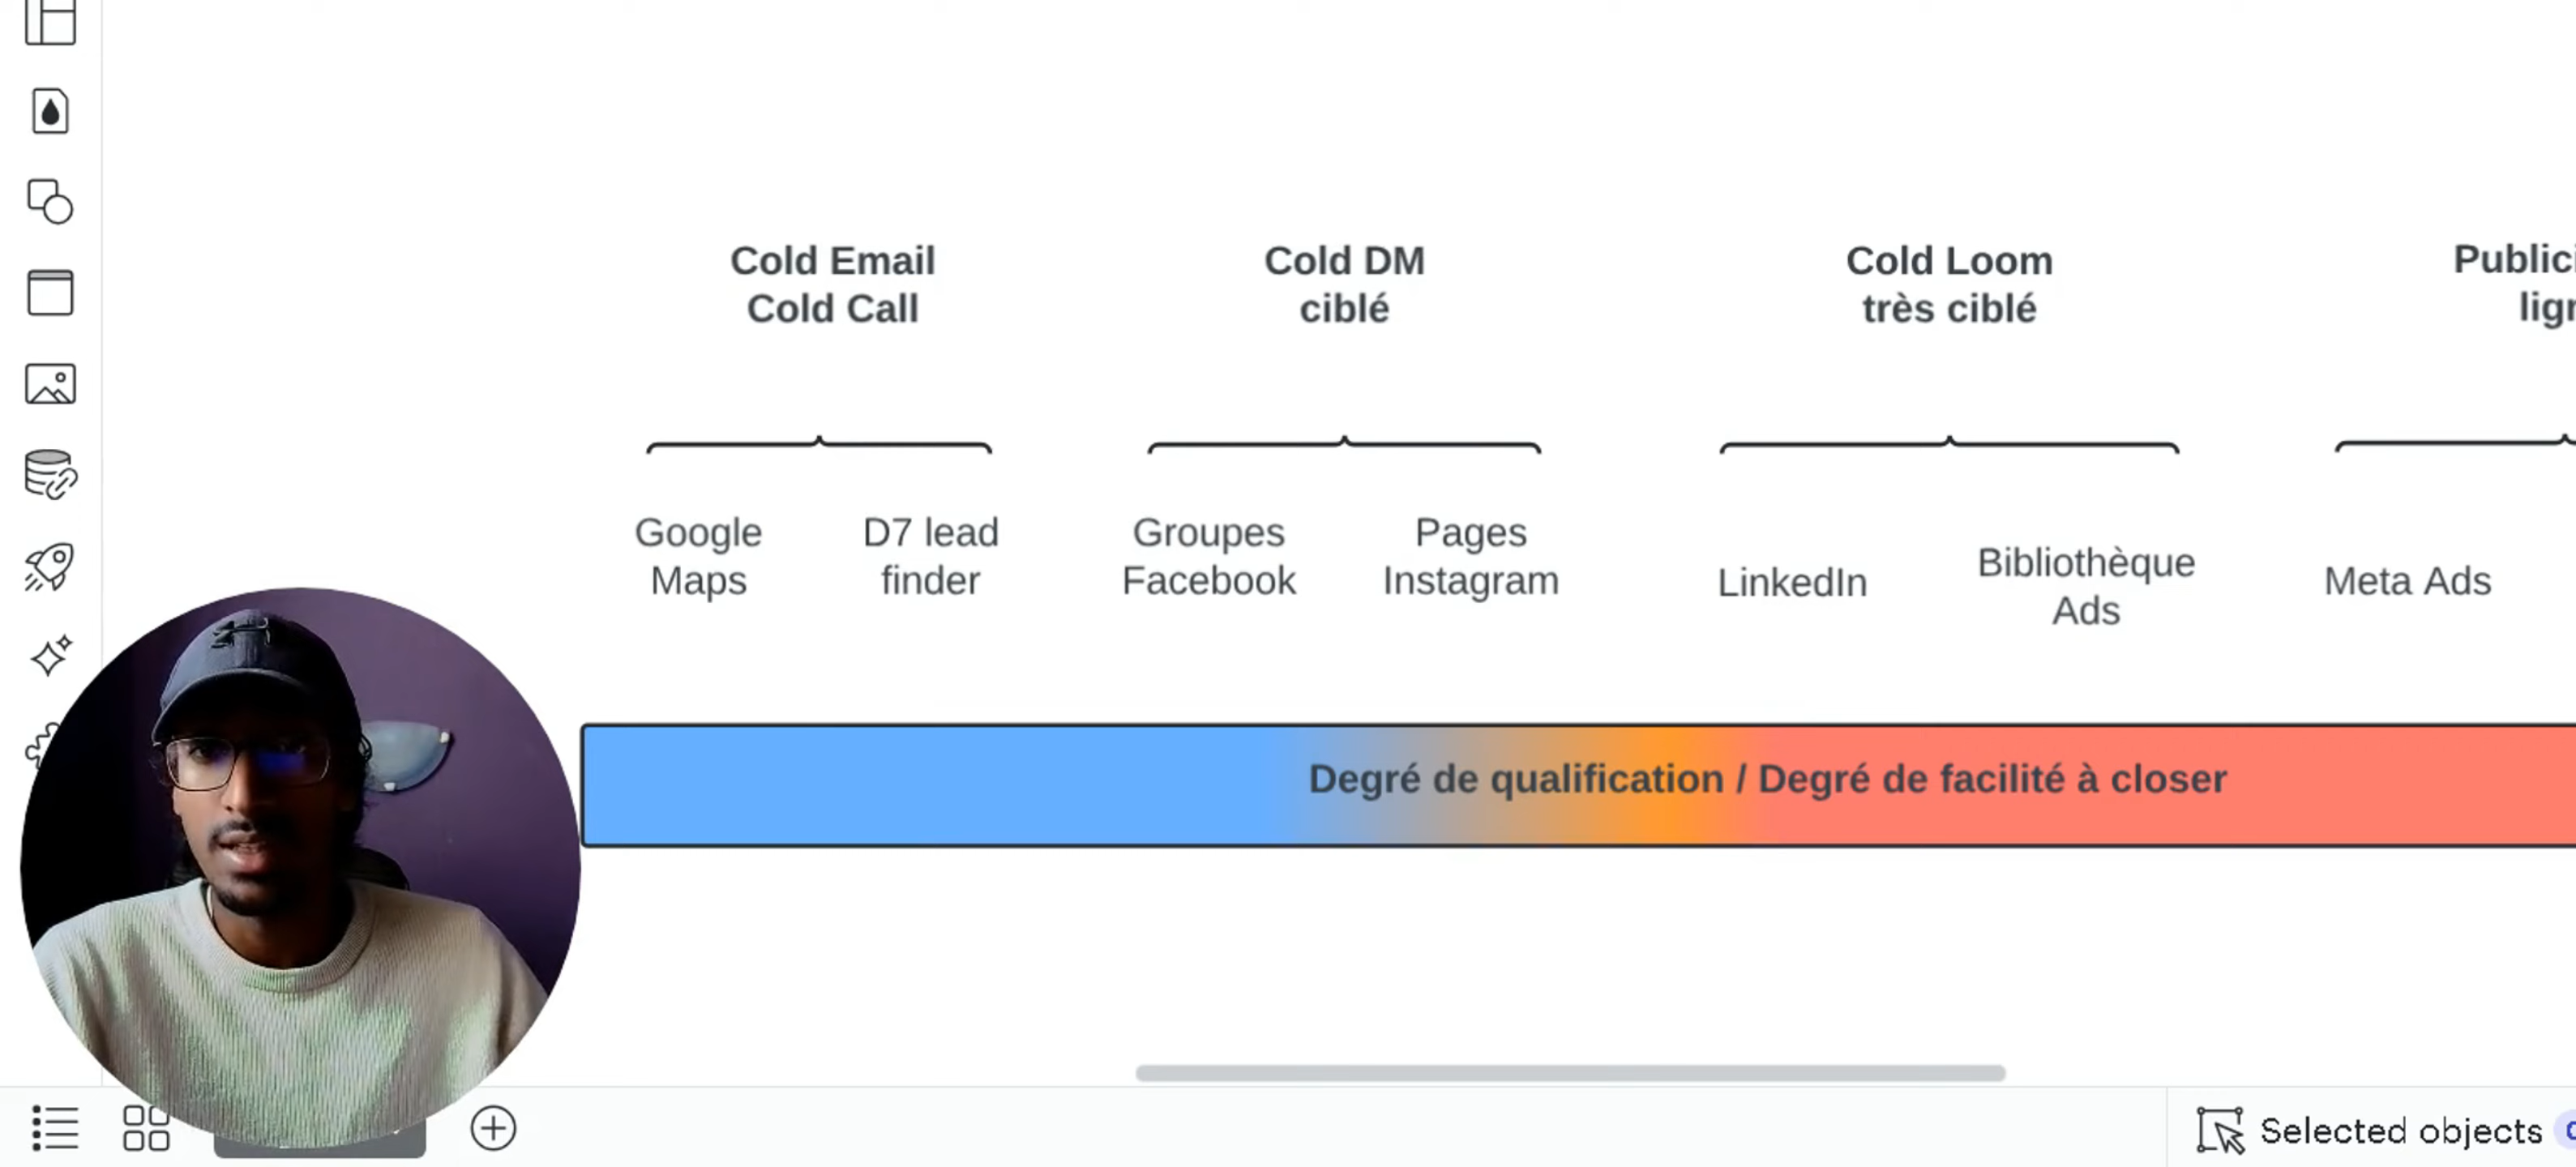 Cold Email
Cold Call
Cold DM
ciblé
Cold Loom
très ciblé
Google
Maps
D7 lead
finder
Groupes
Facebook
Pages
Instagram
LinkedIn
Bibliothèque
Ads
Meta Ads
Degré de qualification / Degré de facilité à closer
Selected objects